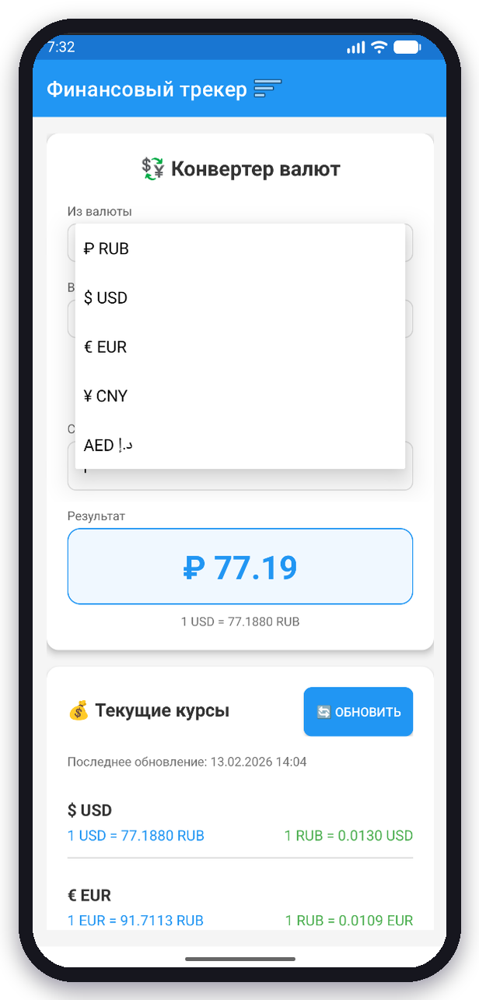 7:32
Финансовый трекер
Конвертер валют
Из валюты
₽ RUB
В
$ USD
€ EUR
¥ CNY
С
AED د.إ
Результат
₽ 77.19
1 USD = 77.1880 RUB
Текущие курсы
ОБНОВИТЬ
Последнее обновление: 13.02.2026 14:04
$ USD
1 USD = 77.1880 RUB 1 RUB = 0.0130 USD
€ EUR
1 EUR = 91.7113 RUB 1 RUB = 0.0109 EUR